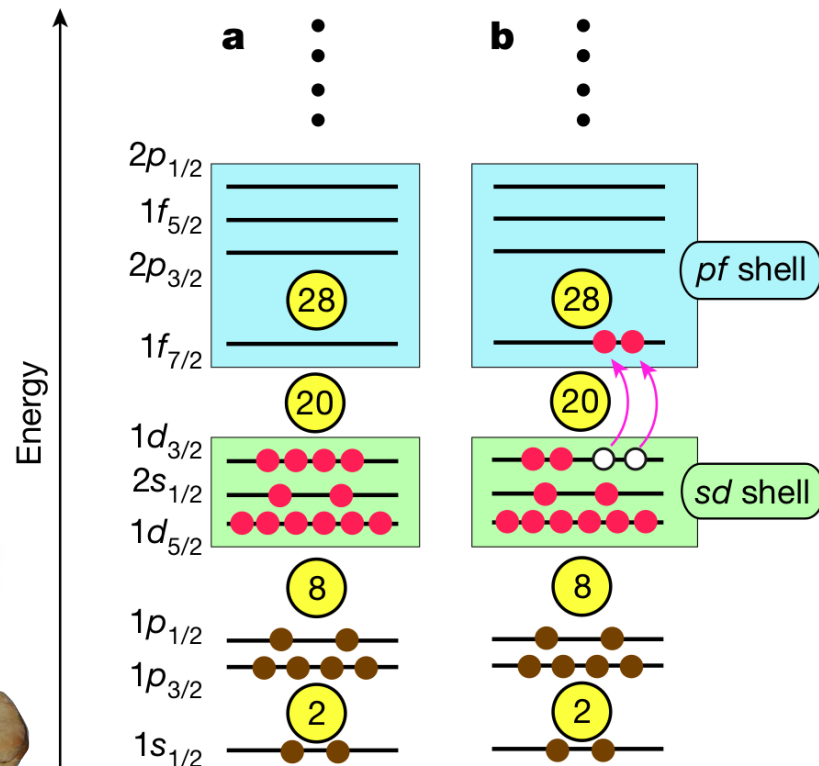 a
b
2p1/2
1f5/2
2p3/2
pf shell
28
28
1f7/2
20
20
Energy
1d3/2
2s1/2
sd shell
1d5/2
8
8
1p1/2
1p3/2
2
2
1s1/2